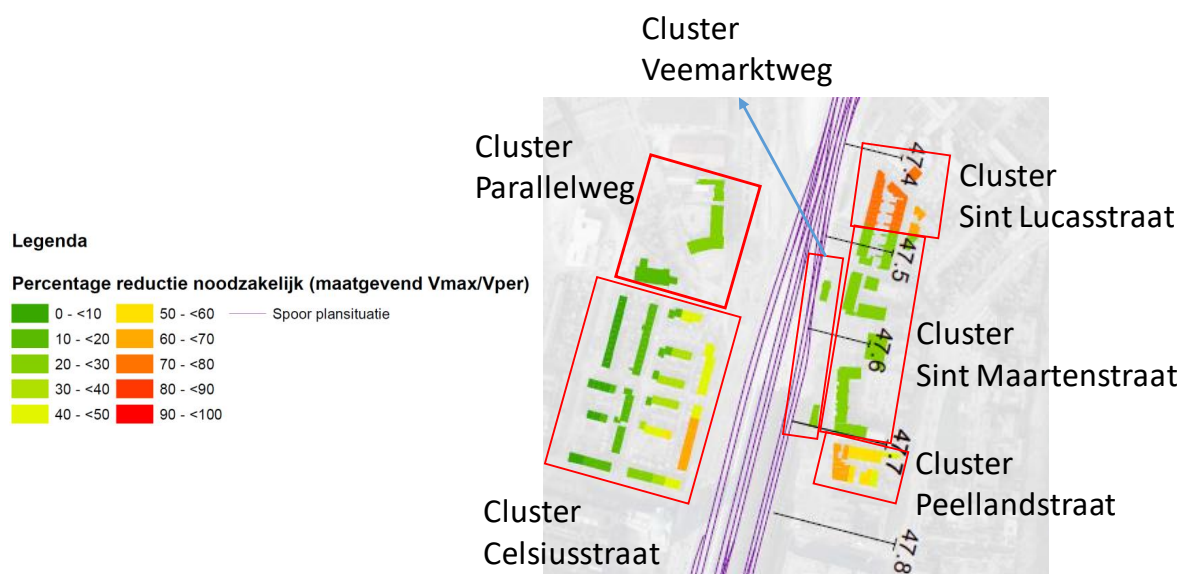 Cluster
Veemarktweg
Cluster
Parallelweg
Cluster
Sint Lucasstraat
47.4
47.5
Legenda
Percentage reductie noodzakelijk (maatgevend Vmax/Vper)
0 - <10
50 - <60
Spoor plansituatie
10 - <20
60 - <70
20 - <30
70 - <80
30 - <40
80 - <90
40 - <50
90 - <100
47.6
Cluster
Sint Maartenstraat
47.7
Cluster
Peellandstraat
Cluster
Celsiusstraat
47.8